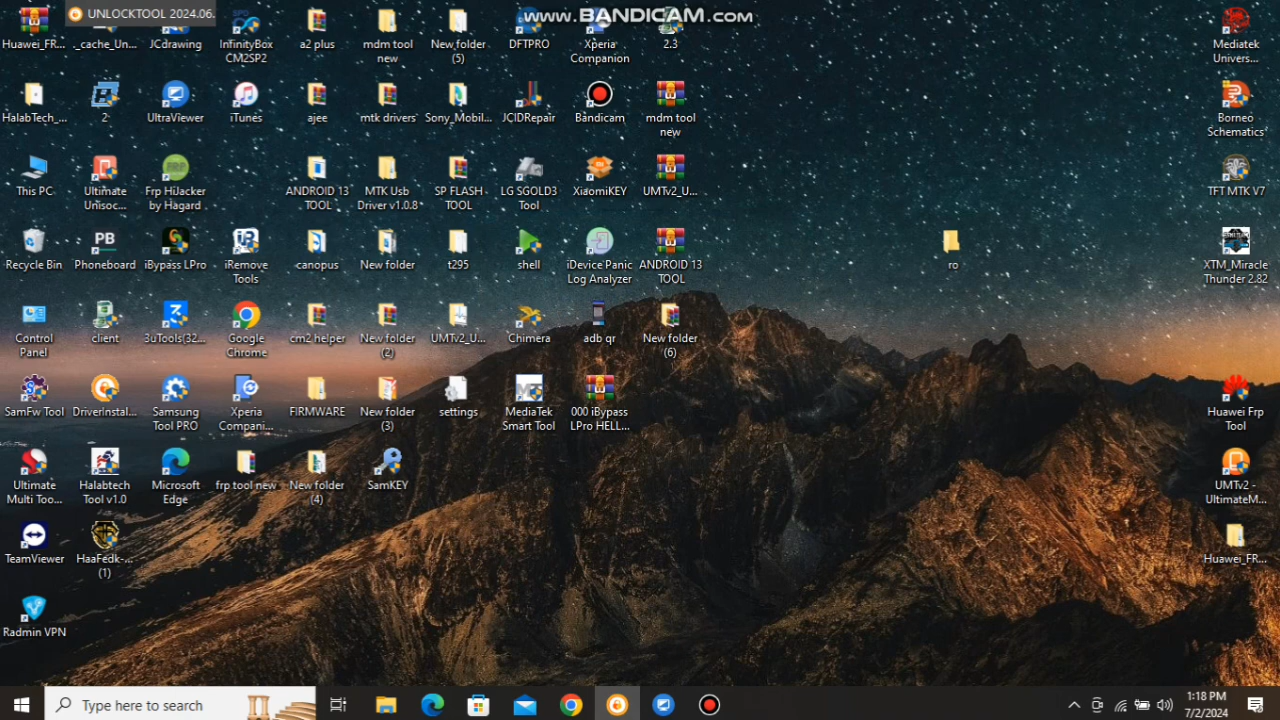 UNLOCKTOOL 2024.06.
www.BANDICAM.com
Huawei_FR...
._cache_Un...
JCdrawing
InfinityBox
CM2SP2
a2 plus
mdm tool
new
New folder
(5)
DFTPRO
Xperia
Companion
2.3
Mediatek
Univers...
HalabTech_...
2
UltraViewer
iTunes
ajee
mtk drivers
Sony_Mobil...
JCIDRepair
Bandicam
mdm tool
new
Borneo
Schematics
This PC
Ultimate
Unisoc...
Frp HiJacker
by Hagard
ANDROID 13
TOOL
MTK Usb
Driver v1.0.8
SP FLASH
TOOL
LG SGOLD3
Tool
XiaomiKEY
UMTv2_U...
TFT MTK V7
Recycle Bin
PB
Phoneboard
iBypass LPro
iR
iRemove
Tools
canopus
New folder
t295
shell
iDevice Panic
Log Analyzer
ANDROID 13
TOOL
ro
XTM_Miracle
Thunder 2.82
Control
Panel
client
3uTools(32...
Google
Chrome
cm2 helper
New folder
(2)
UMTv2_U...
Chimera
adb qr
New folder
(6)
SamFw Tool
DriverInstal...
Samsung
Tool PRO
Xperia
Compani...
FIRMWARE
New folder
(3)
settings
MediaTek
Smart Tool
000 iBypass
LPro HELL...
Huawei Frp
Tool
Ultimate
Multi Too...
Halabtech
Tool v1.0
Microsoft
Edge
frp tool new
New folder
(4)
SamKEY
UMTv2 -
UltimateM...
TeamViewer
HaaFedk-...
(1)
Huawei_FR...
Radmin VPN
Type here to search
1:18 PM
7/2/2024